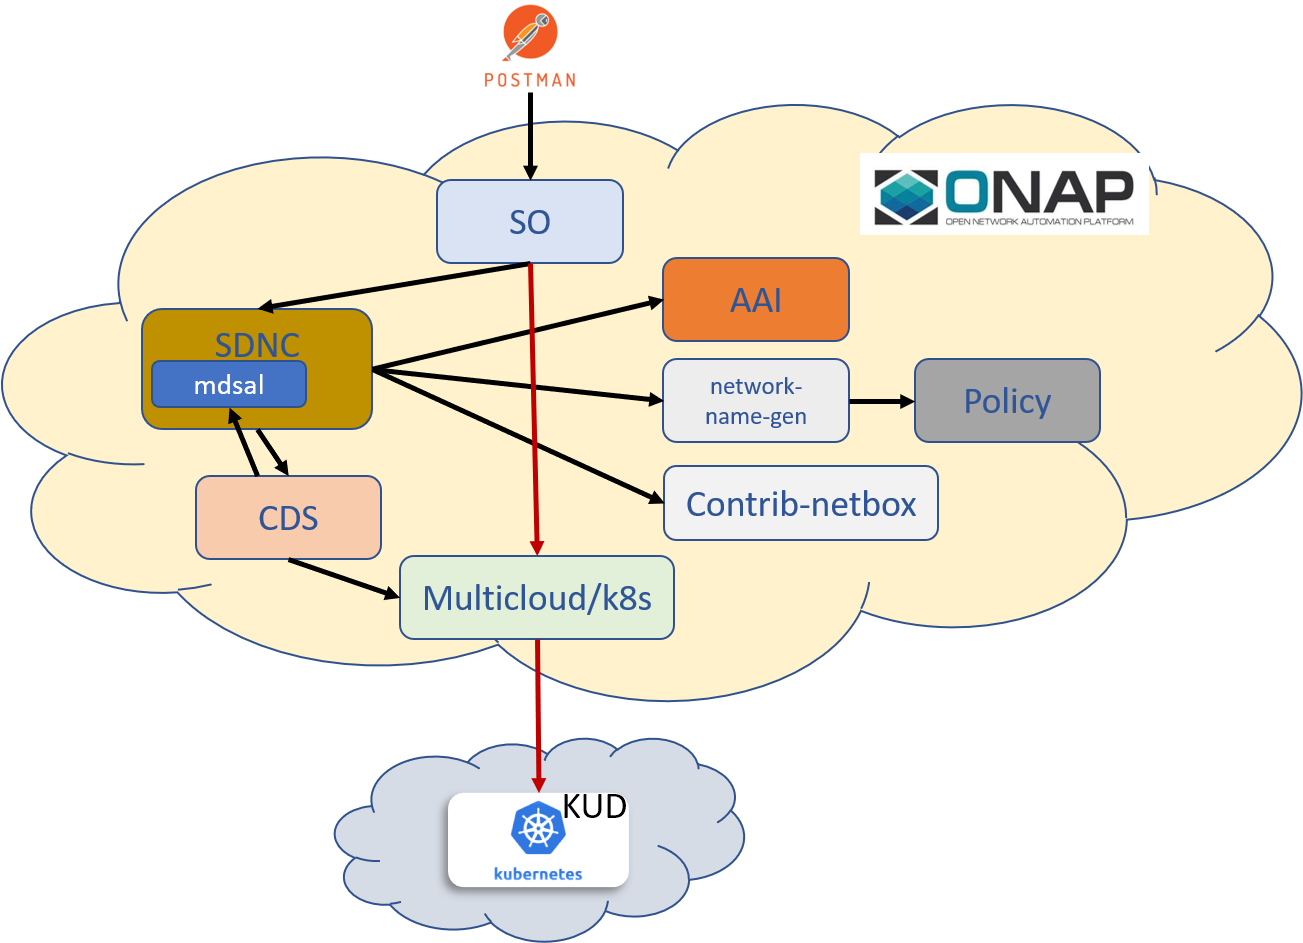 POSTMAN
SO
ONAP
OPEN NETWORK AUTOMATION PLATFORM
AAI
SDNC
mdsal
network-
name-gen
Policy
Contrib-netbox
CDS
Multicloud/k8s
KUD
kubernetes